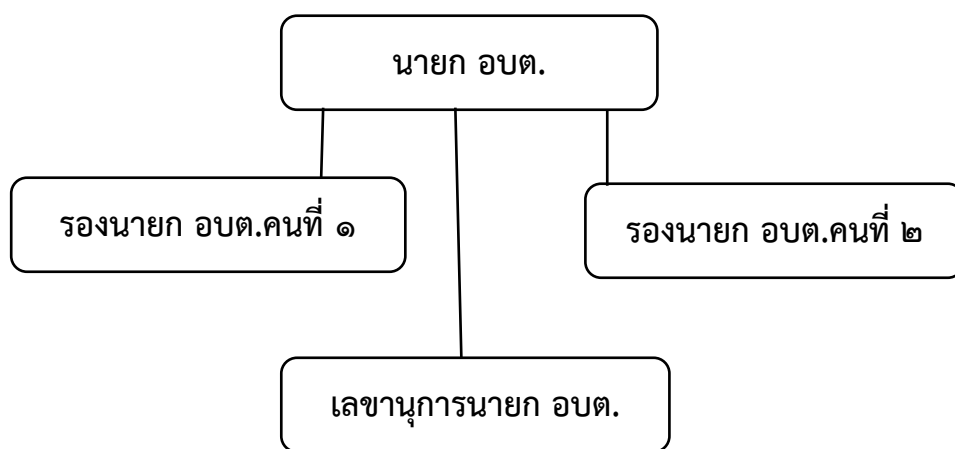 นายก อบต.
รองนายก อบต.คนที่ ๑
รองนายก อบต.คนที่ ๒
เลขานุการนายก อบต.